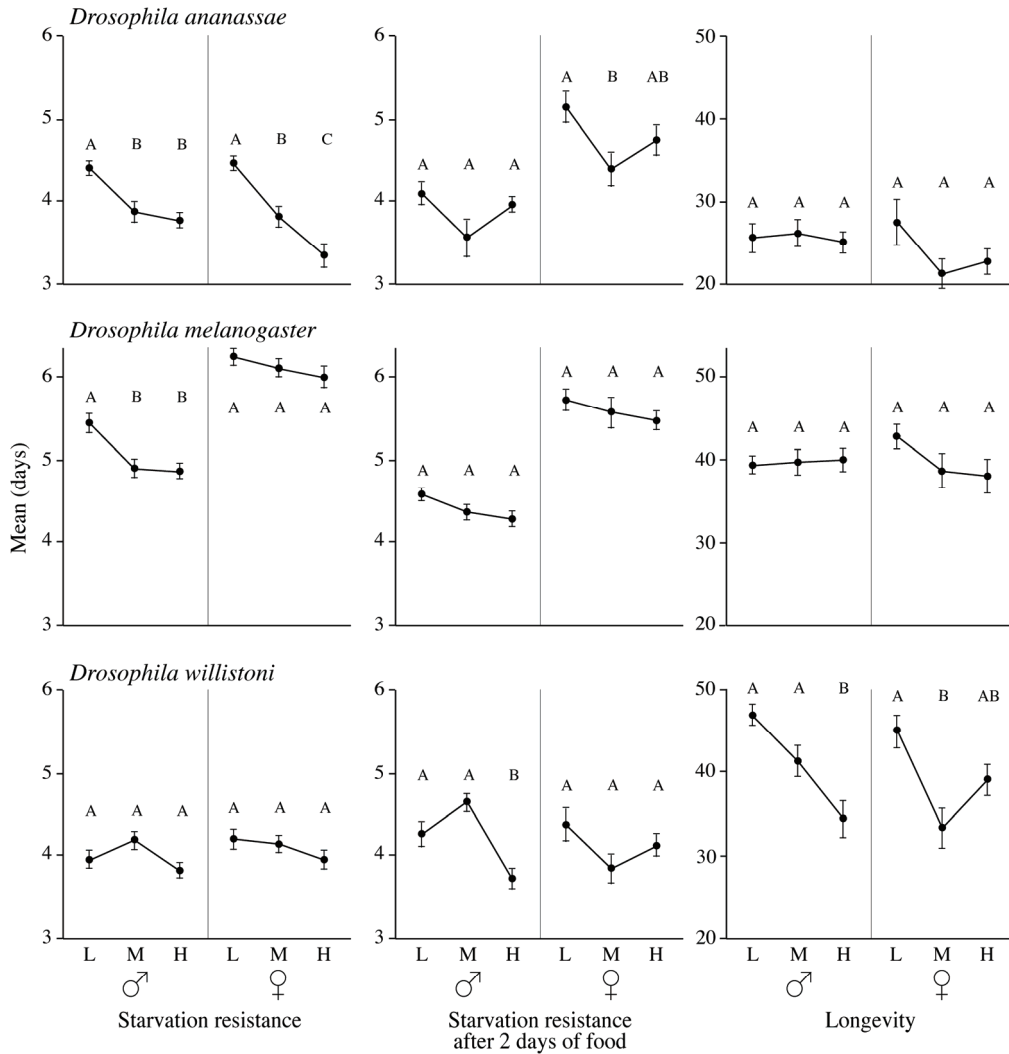 Drosophila ananassae
6
5
4
3
A B B A B C
6
5
4
3
A A A A B AB
50
40
30
20
A A A A A A
Drosophila melanogaster
Mean (days)
6
5
4
3
A B B A A A
6
5
4
3
A A A A A A
50
40
30
20
A A A A A A
Drosophila willistoni
6
5
4
3
A A A A A A
6
5
4
3
A A B A A A
50
40
30
20
A A B A B AB
L M H L M H
L M H L M H
L M H L M H
♂ ♀
♂ ♀
♂ ♀
Starvation resistance
Starvation resistance
after 2 days of food
Longevity